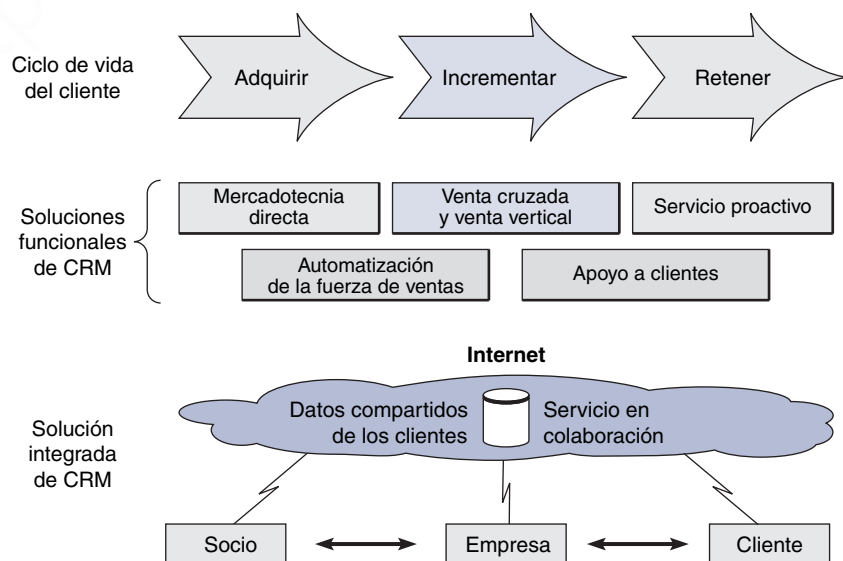 Ciclo de vida
del cliente
Adquirir
Incrementar
Retener
Soluciones
funcionales
de CRM
Mercadotecnia
directa
Venta cruzada
y venta vertical
Servicio proactivo
Automatización
de la fuerza de ventas
Apoyo a clientes
Internet
Solución
integrada
de CRM
Datos compartidos
de los clientes
Servicio en
colaboración
Socio
Empresa
Cliente